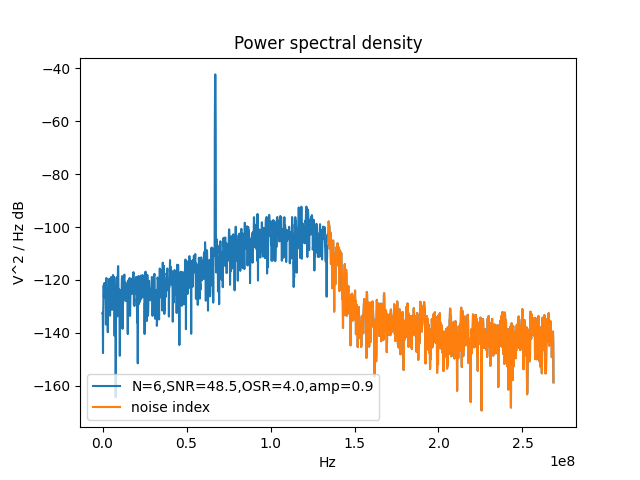 Power spectral density
V^2 / Hz dB
−40
−60
−80
−100
−120
−140
−160
N=6,SNR=48.5,OSR=4.0,amp=0.9
noise index
0.0 0.5 1.0 1.5 2.0 2.5
Hz
1e8